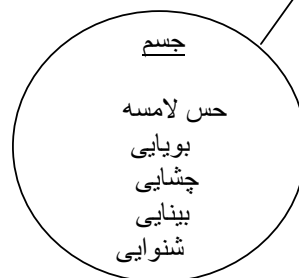 جسم
حس لامسه
بویایی
چشایی
بینایی
شنوایی